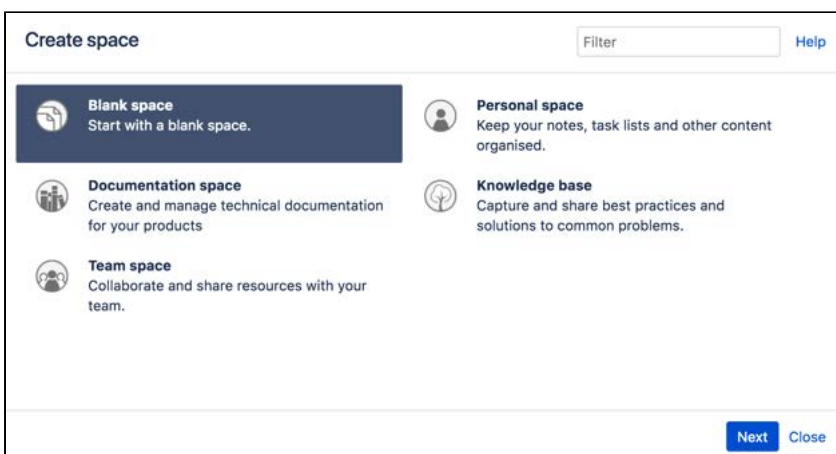 Create space
Filter
Help
Blank space
Start with a blank space.
Personal space
Keep your notes, task lists and other content
organised.
Documentation space
Create and manage technical documentation
for your products
Knowledge base
Capture and share best practices and
solutions to common problems.
Team space
Collaborate and share resources with your
team.
Next
Close